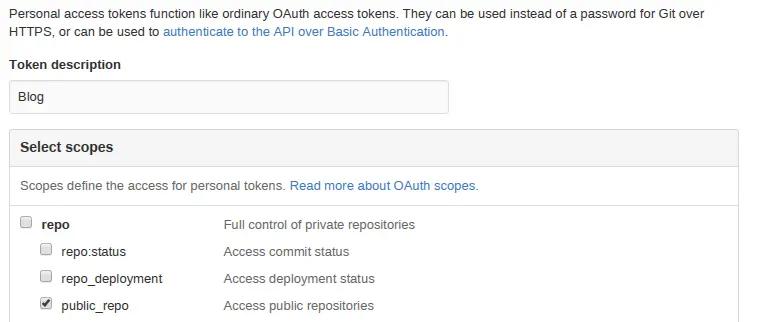 Personal access tokens function like ordinary OAuth access tokens. They can be used instead of a password for Git over
HTTPS, or can be used to authenticate to the API over Basic Authentication.
Token description
Blog
Select scopes
Scopes define the access for personal tokens. Read more about OAuth scopes.
repo Full control of private repositories
repo:status Access commit status
repo_deployment Access deployment status
public_repo Access public repositories